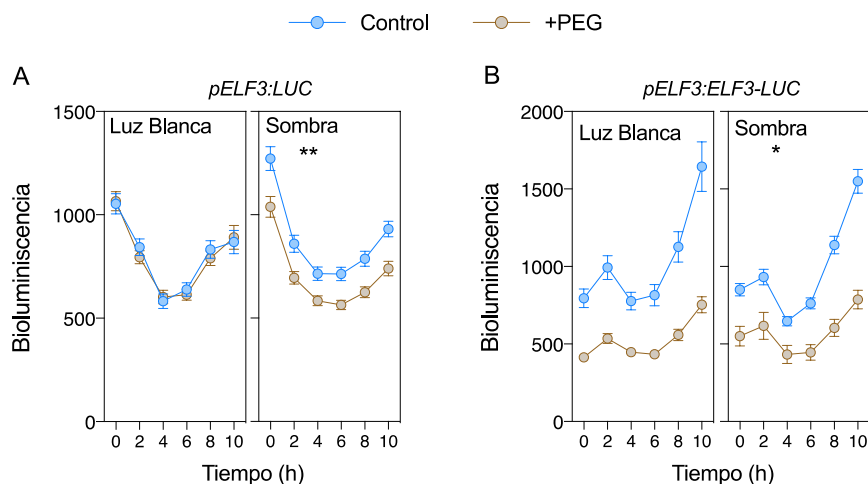 Control +PEG
A
pELF3:LUC
Luz Blanca
Sombra
**
1500
1000
500
0
Bioluminiscencia
0 2 4 6 8 10
0 2 4 6 8 10
Tiempo (h)
B
pELF3:ELF3-LUC
Luz Blanca
Sombra
*
2000
1500
1000
500
0
Bioluminiscencia
0 2 4 6 8 10
0 2 4 6 8 10
Tiempo (h)